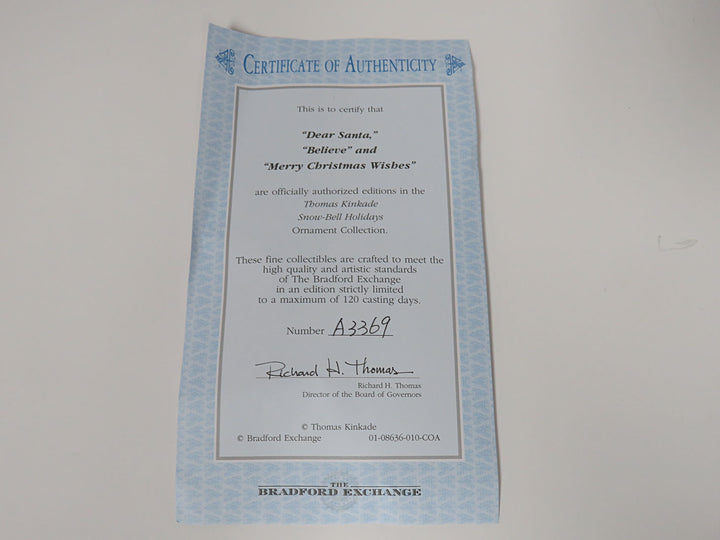 CERTIFICATE OF AUTHENTICITY
This is to certify that
“Dear Santa,”
“Believe” and
“Merry Christmas Wishes”
are officially authorized editions in the
Thomas Kinkade
Snow-Bell Holidays
Ornament Collection.
These fine collectibles are crafted to meet the
high quality and artistic standards
of The Bradford Exchange
in an edition strictly limited
to a maximum of 120 casting days.
Number A3369
Richard H. Thomas
Richard H. Thomas
Director of the Board of Governors
© Thomas Kinkade
© Bradford Exchange 01-08636-010-COA
THE
BRADFORD EXCHANGE